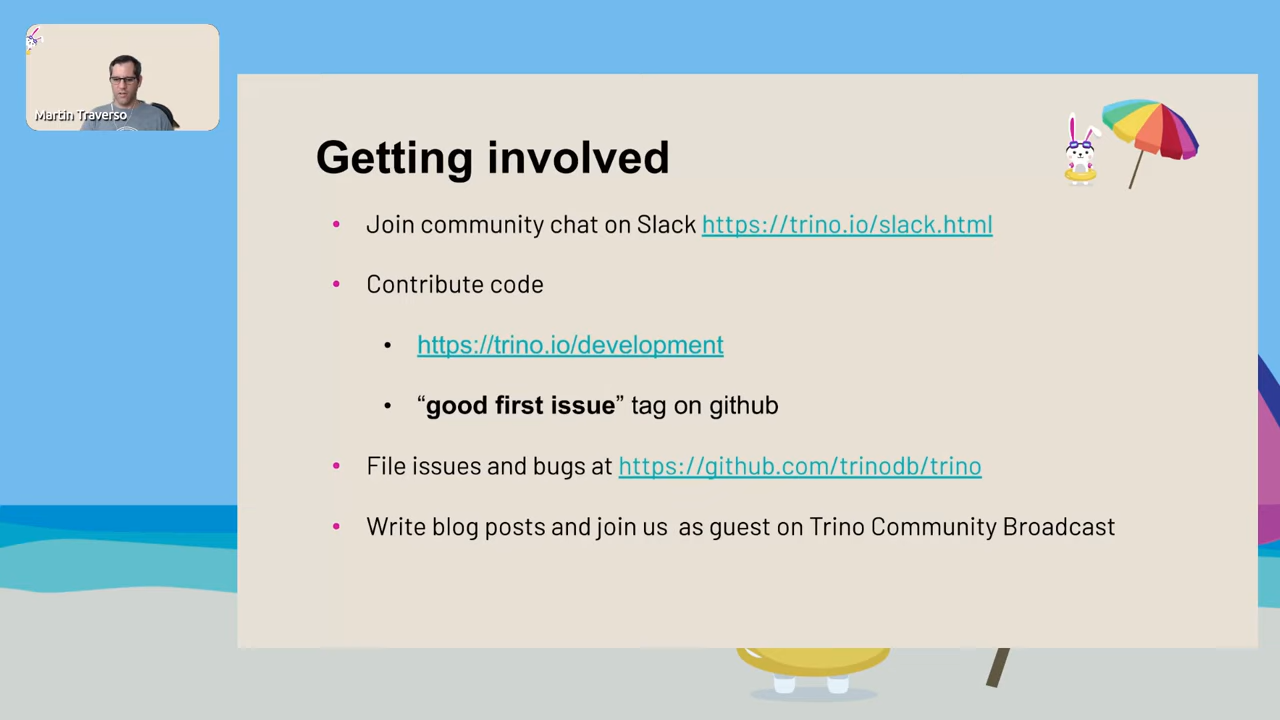 Martin Traverso
Getting involved
• Join community chat on Slack https://trino.io/slack.html
• Contribute code
• https://trino.io/development
• “good first issue” tag on github
• File issues and bugs at https://github.com/trinodb/trino
• Write blog posts and join us  as guest on Trino Community Broadcast